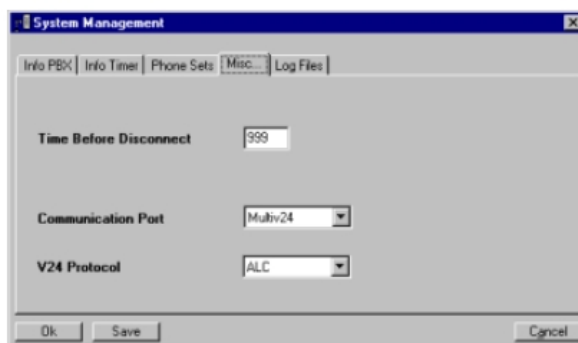 System Management
Info PBX Info Timer Phone Sets Misc... Log Files
Time Before Disconnect 999
Communication Port Multiv24
V24 Protocol ALC
Ok Save Cancel